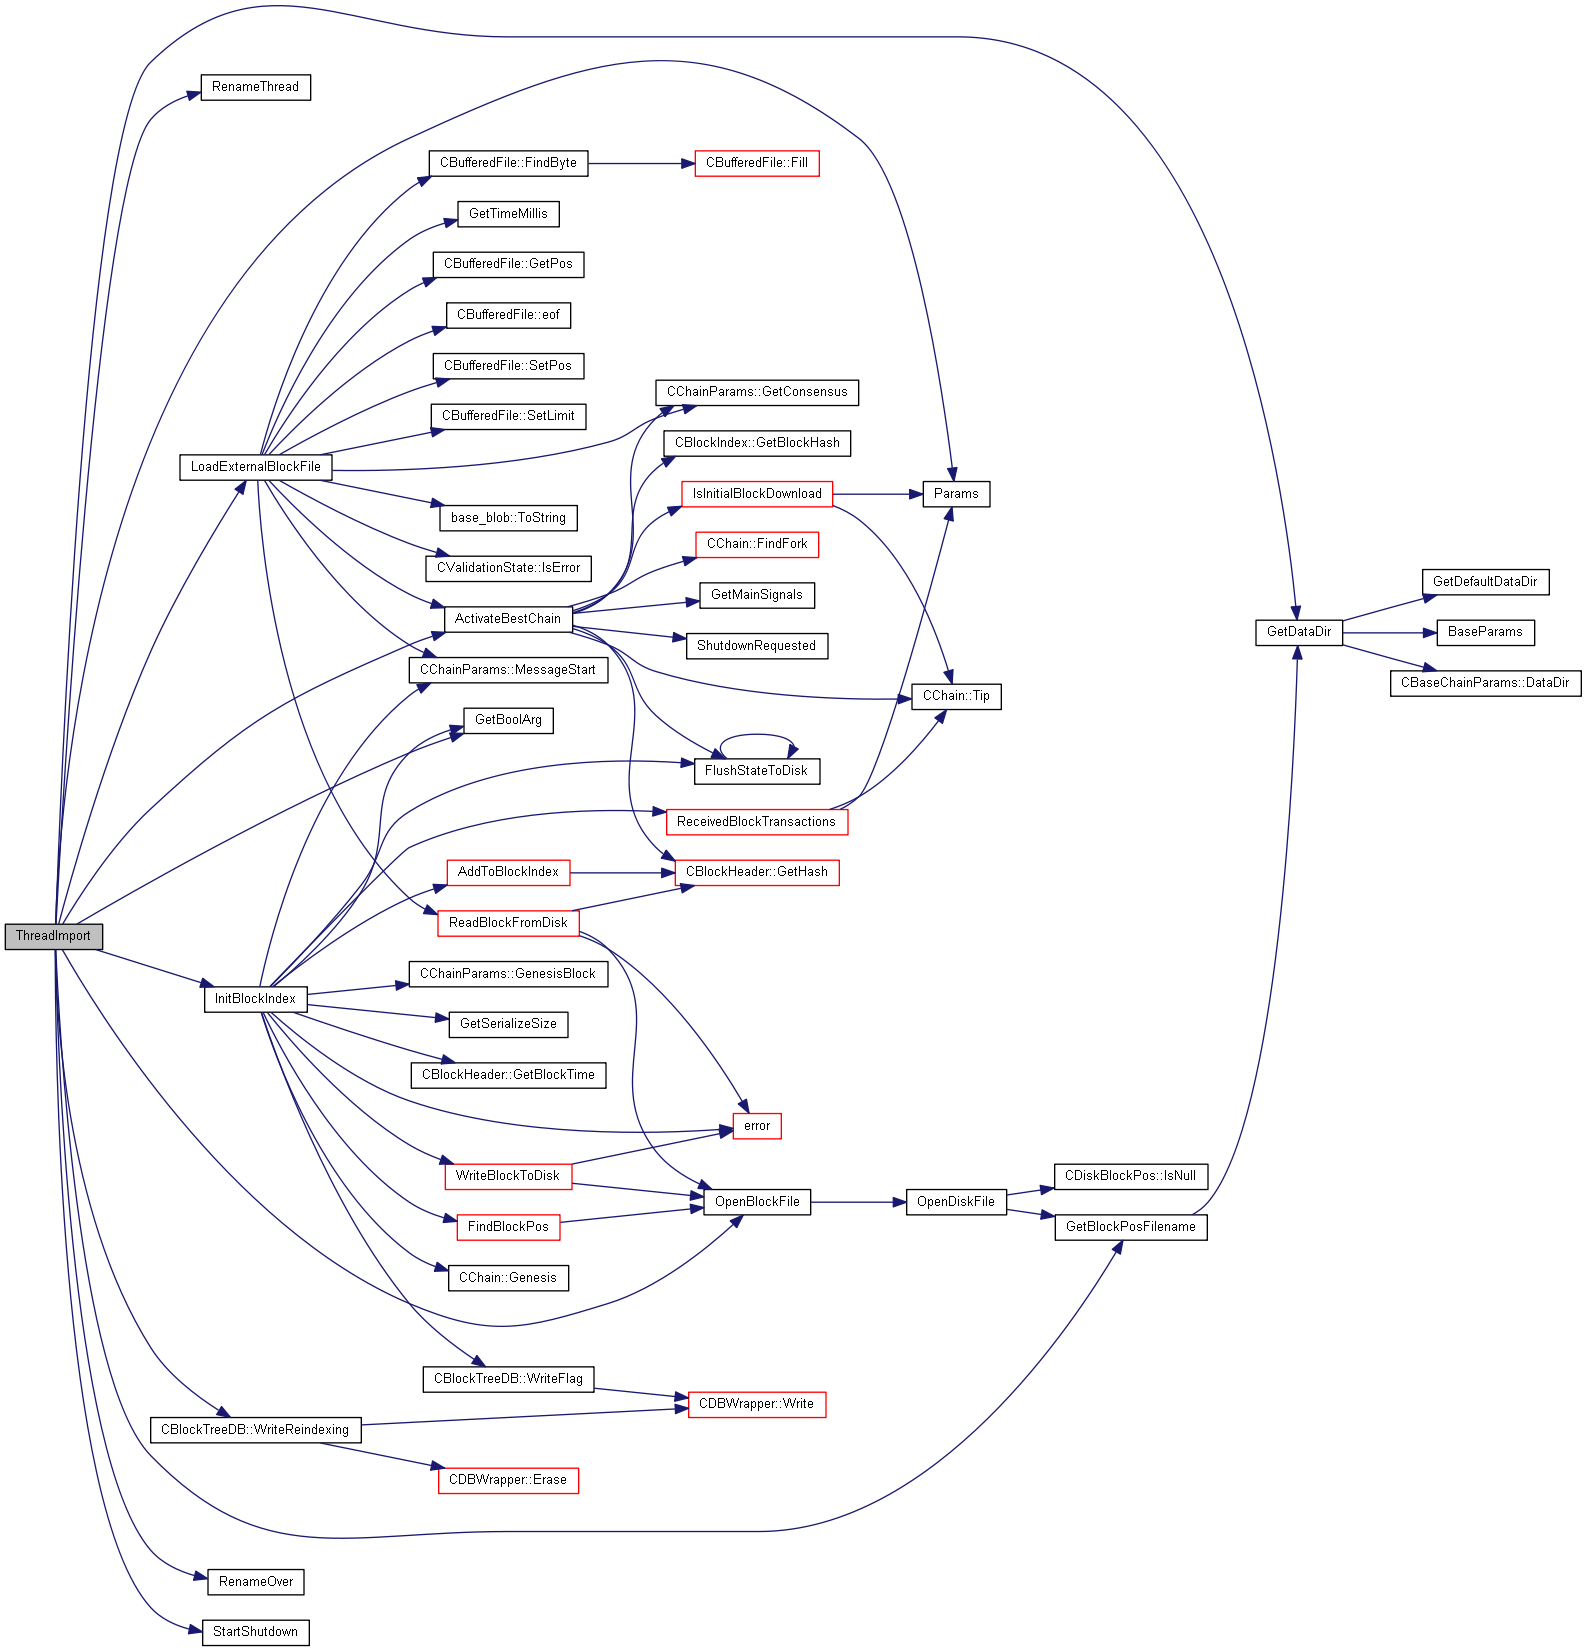 RenameThread
CBufferedFile::FindByte
CBufferedFile::Fill
GetTimeMillis
CBufferedFile::GetPos
CBufferedFile::eof
CBufferedFile::SetPos
CChainParams::GetConsensus
CBufferedFile::SetLimit
CBlockIndex::GetBlockHash
LoadExternalBlockFile
IsInitialBlockDownload
Params
base_blob::ToString
CChain::FindFork
CValidationState::IsError
GetDefaultDataDir
GetMainSignals
ActivateBestChain
GetDataDir
BaseParams
ShutdownRequested
CChainParams::MessageStart
CBaseChainParams::DataDir
CChain::Tip
GetBoolArg
FlushStateToDisk
ReceivedBlockTransactions
AddToBlockIndex
CBlockHeader::GetHash
ReadBlockFromDisk
ThreadImport
CChainParams::GenesisBlock
InitBlockIndex
GetSerializeSize
CBlockHeader::GetBlockTime
error
WriteBlockToDisk
CDiskBlockPos::IsNull
OpenBlockFile
OpenDiskFile
FindBlockPos
GetBlockPosFilename
CChain::Genesis
CBlockTreeDB::WriteFlag
CDBWrapper::Write
CBlockTreeDB::WriteReindexing
CDBWrapper::Erase
RenameOver
StartShutdown